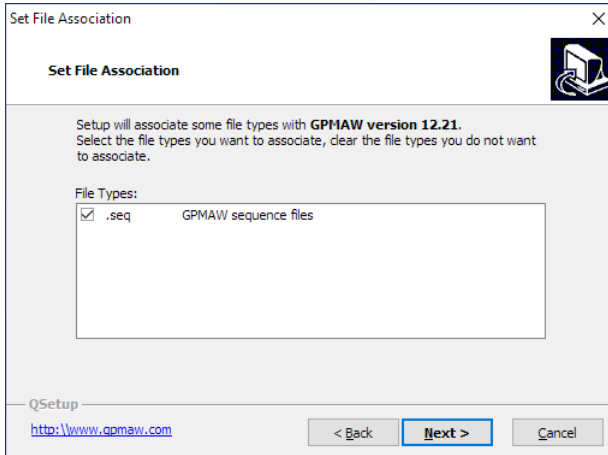 Set File Association
Set File Association
Setup will associate some file types with GPMAW version 12.21.
Select the file types you want to associate, clear the file types you do not want
to associate.
File Types:
.seq GPMAW sequence files
QSetup
http:\\www.gpmaw.com
< Back Next > Cancel